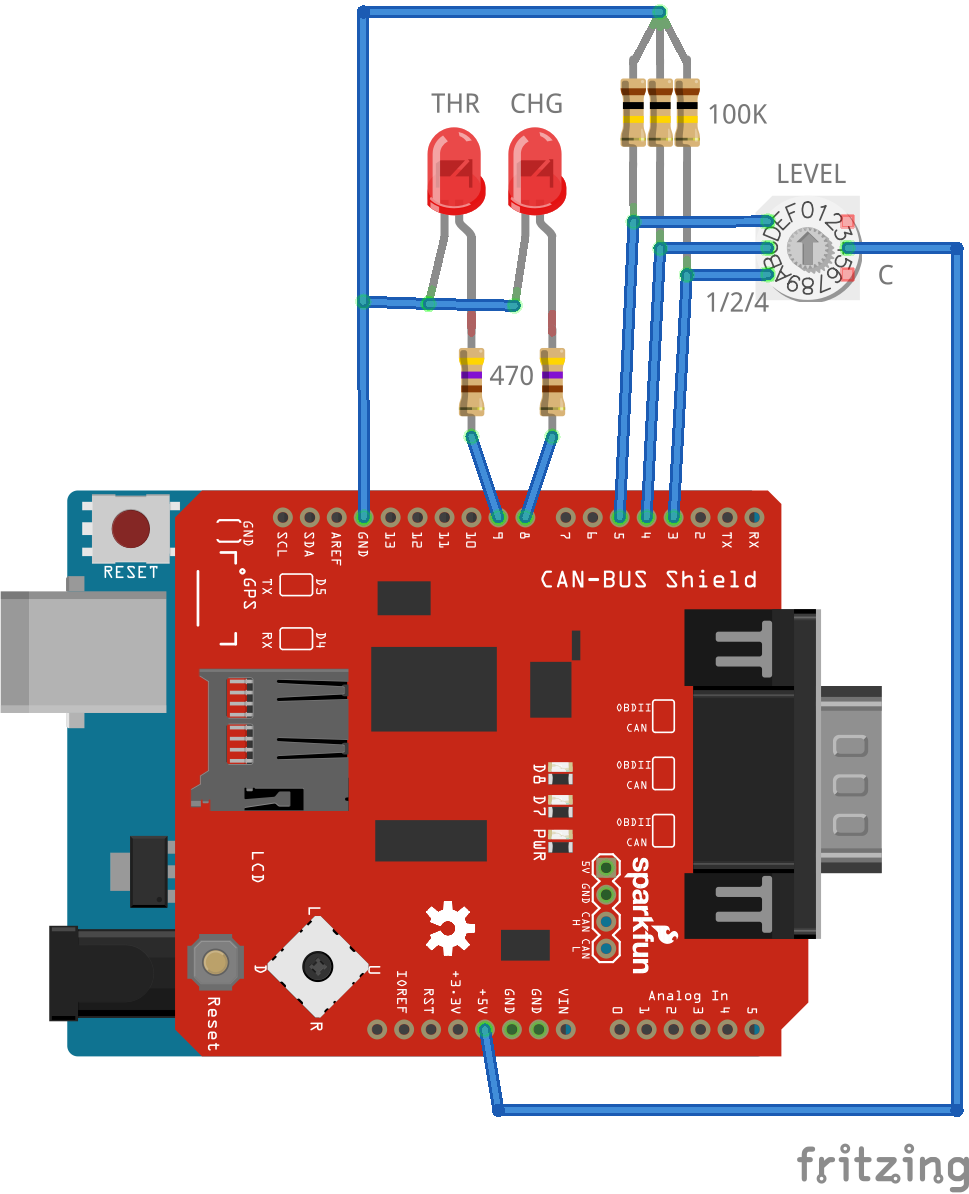 THR CHG
100K
LEVEL
0123 56789AB DEF
C
1/2/4
470
RESET
GND
SCL SDA AREF GND 13 12 11 10 9 8 7 6 5 4 3 2 TX RX
CAN-BUS Shield
GPS
TX D5
RX D4
OBDII
CAN
OBDII
CAN
OBDII
CAN
D8
D7
PWR
LCD
5V
GND
CAN H
CAN L
sparkfun
L
D U
R
Reset
IOREF RST +3.3V +5V GND GND VIN
Analog In
0 1 2 3 4 5
fritzing